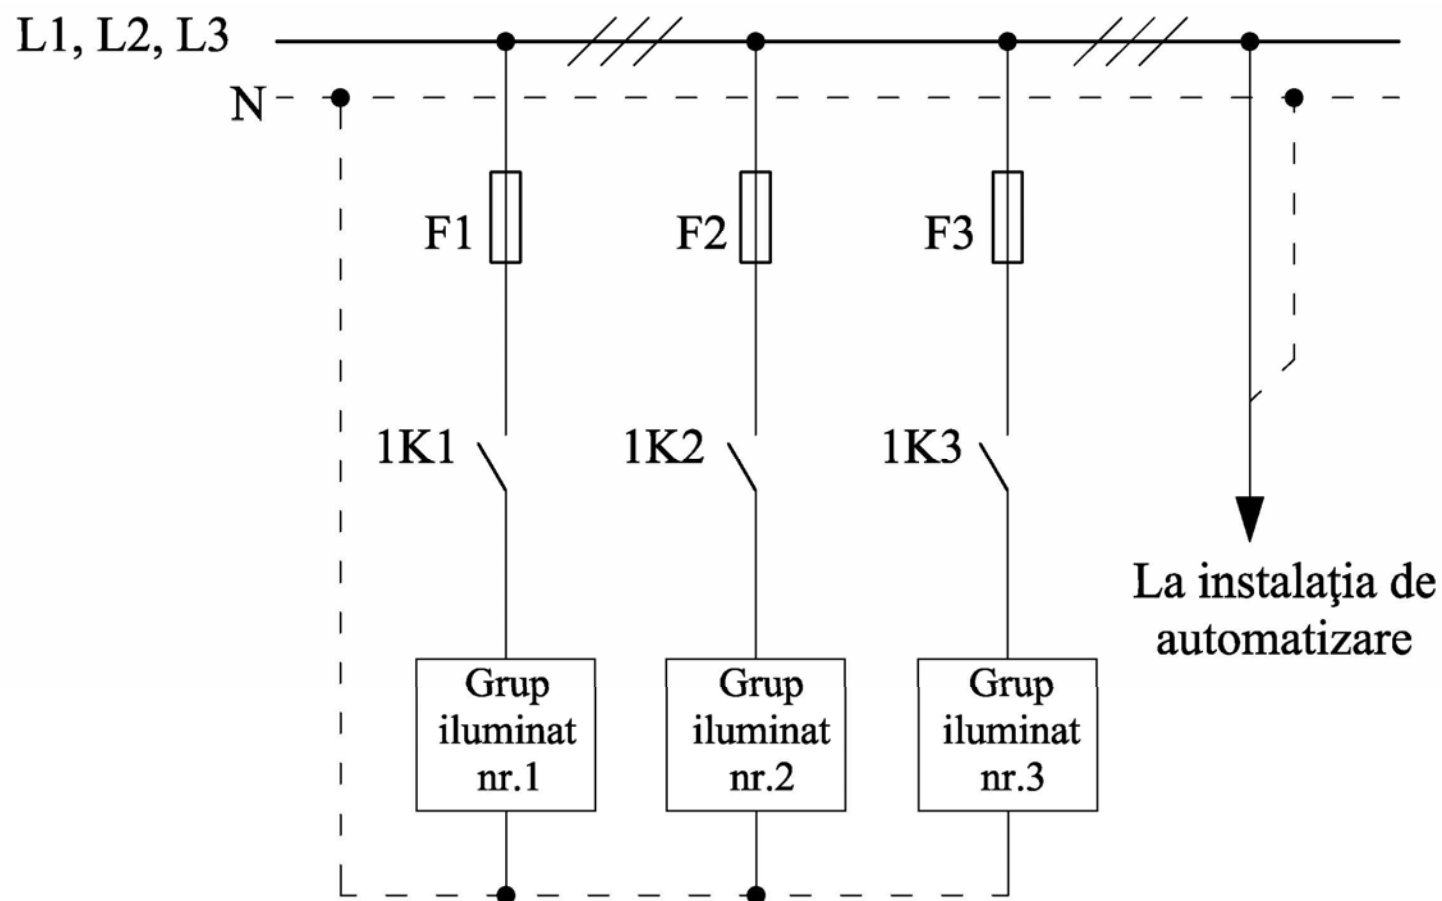 L1, L2, L3
N
F1
F2
F3
1K1
1K2
1K3
La instalaţia de
automatizare
Grup
iluminat
nr.1
Grup
iluminat
nr.2
Grup
iluminat
nr.3